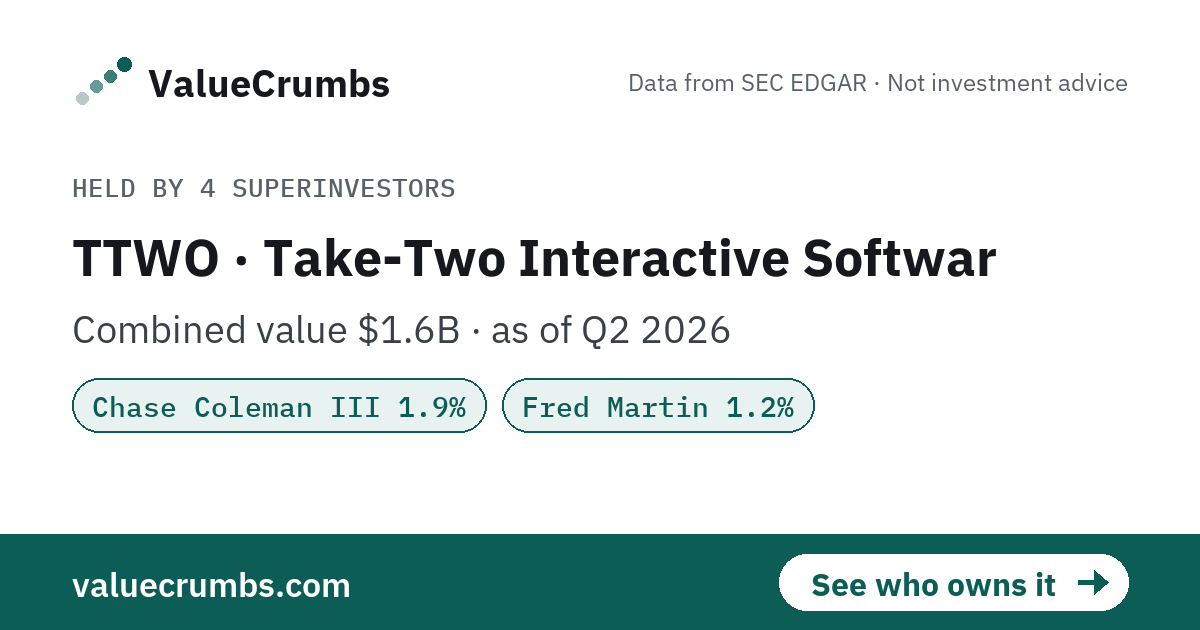 ValueCrumbs
Data from SEC EDGAR · Not investment advice
HELD BY 4 SUPERINVESTORS
TTWO · Take-Two Interactive Softwar
Combined value $1.6B · as of Q2 2026
Chase Coleman III 1.9%
Fred Martin 1.2%
valuecrumbs.com
See who owns it →